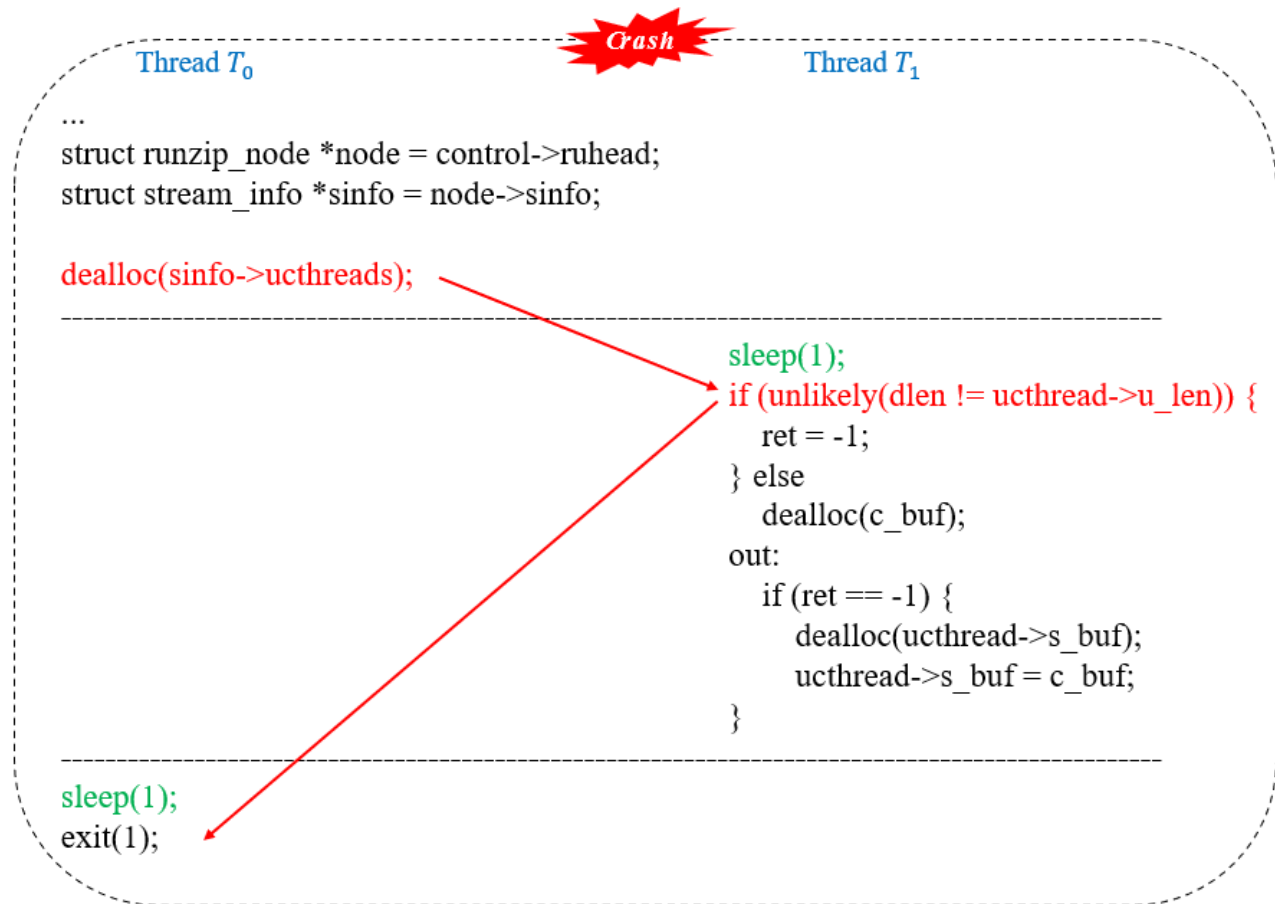 Crash
Thread T0
Thread T1
...
struct runzip_node *node = control->ruhead;
struct stream_info *sinfo = node->sinfo;
dealloc(sinfo->ucthreads);
sleep(1);
if (unlikely(dlen != ucthread->u_len)) {
ret = -1;
} else
dealloc(c_buf);
out:
if (ret == -1) {
dealloc(ucthread->s_buf);
ucthread->s_buf = c_buf;
}
sleep(1);
exit(1);